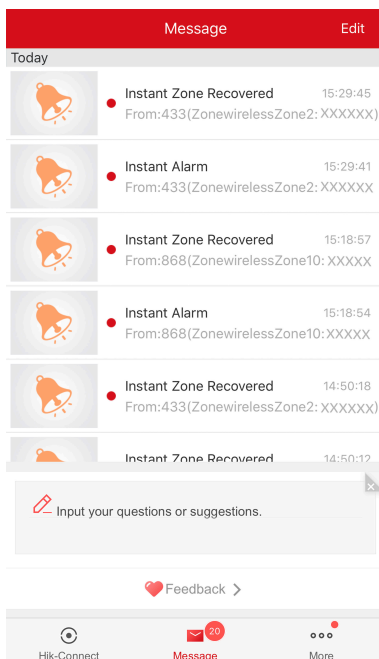 Message Edit
Today
Instant Zone Recovered 15:29:45
From:433(ZonewirelessZone2: XXXXXX)
Instant Alarm 15:29:41
From:433(ZonewirelessZone2: XXXXXX
Instant Zone Recovered 15:18:57
From:868(ZonewirelessZone10: XXXXX
Instant Alarm 15:18:54
From:868(ZonewirelessZone10: XXXXX
Instant Zone Recovered 14:50:18
From:433(ZonewirelessZone2: XXXXXX)
Instant Zone Recovered 14:50:12
Input your questions or suggestions.
Feedback
20
Hik-Connect Message More